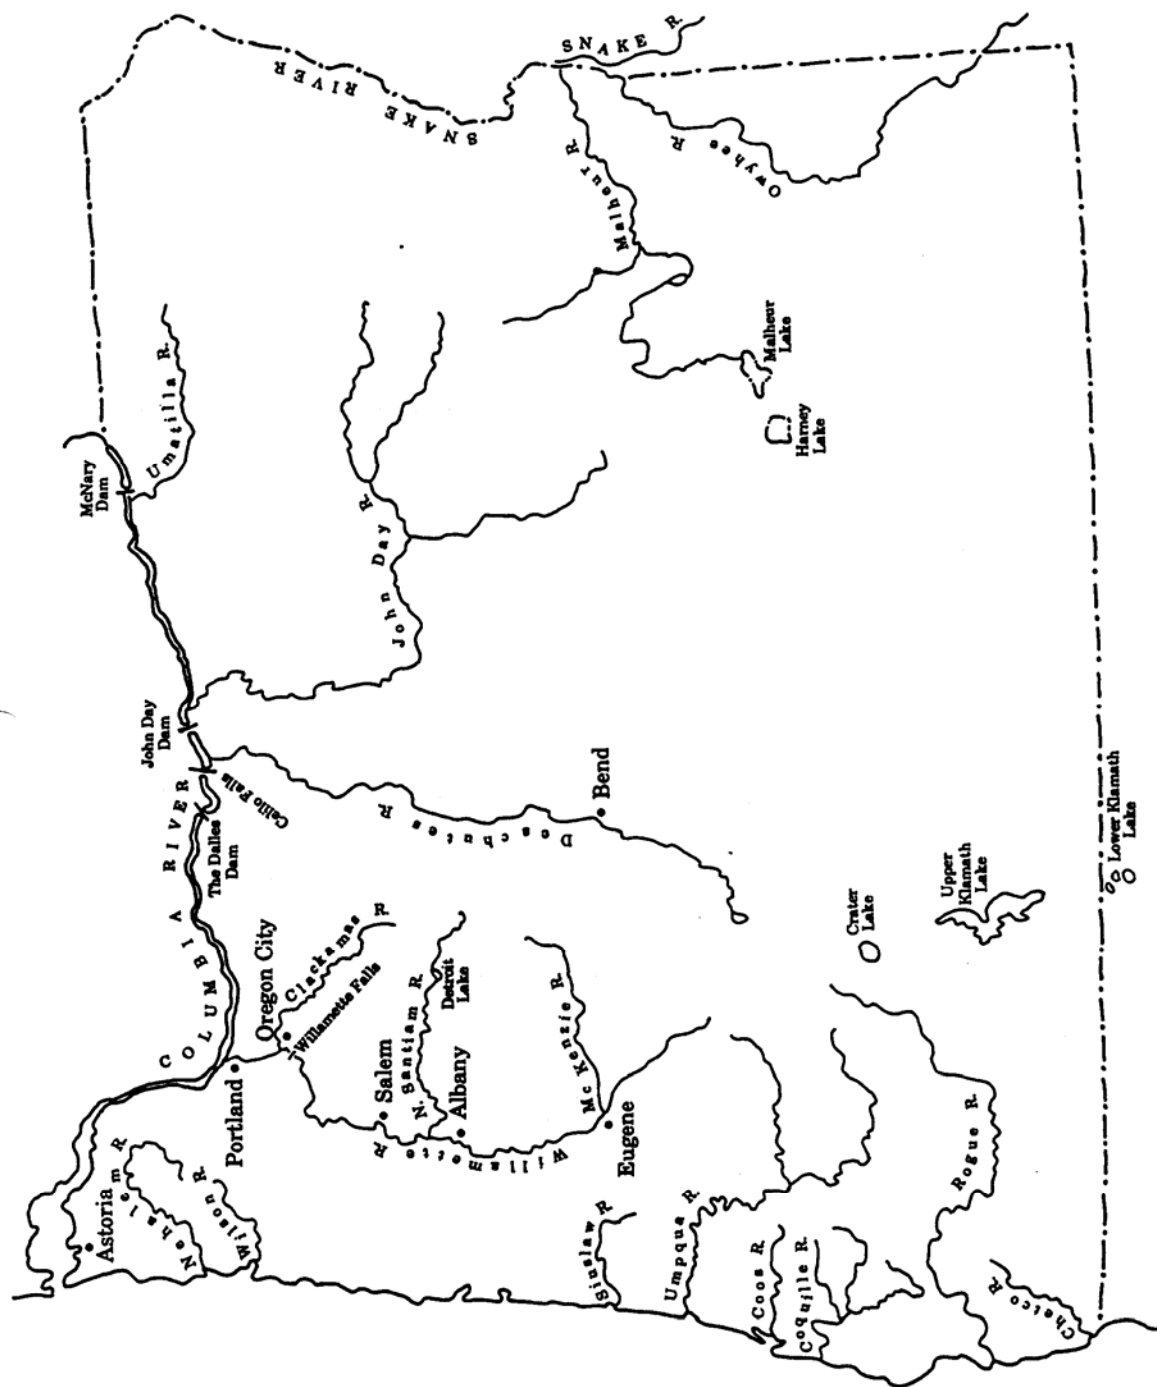 SNAKE R.
SNAKE RIVER
Malheur R.
Owyhee R.
Umatilla R.
McNary
Dam
Malheur
Lake
Harney
Lake
John Day R.
John Day
Dam
COLUMBIA RIVER
Celilo Falls
The Dalles
Dam
Deschutes R.
Bend
Lower Klamath
Lake
Upper
Klamath
Lake
Crater
Lake
Oregon City
Clackamas R.
Willamette Falls
N. Santiam R.
Detroit
Lake
McKenzie R.
Portland
Salem
Albany
Willamette R.
Eugene
Astoria
Nehalem R.
Wilson R.
Siuslaw R.
Umpqua R.
Coos R.
Coquille R.
Rogue R.
Chetco R.